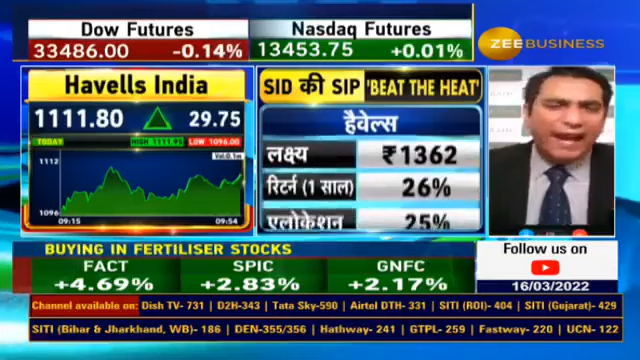 Dow Futures
33486.00 -0.14%
Nasdaq Futures
13453.75 +0.01%
ZEEBUSINESS
Havells India
1111.80 29.75
TODAY HIGH 1111.95 LOW 1096.00
Vol:0.1m
1112
1096
09:15 09:54
SID की SIP 'BEAT THE HEAT'
हैवेल्स
लक्ष्य ₹1362
रिटर्न (1 साल) 26%
एलोकेशन 25%
BUYING IN FERTILISER STOCKS
FACT SPIC GNFC
+4.69% +2.83% +2.17%
Follow us on
16/03/2022
Channel available on: Dish TV- 731 | D2H-343 | Tata Sky-590 | Airtel DTH- 331 | SITI (ROI)- 404 | SITI (Gujarat)- 429
SITI (Bihar & Jharkhand, WB)- 186 | DEN-355/356 | Hathway- 241 | GTPL- 259 | Fastway- 220 | UCN- 122